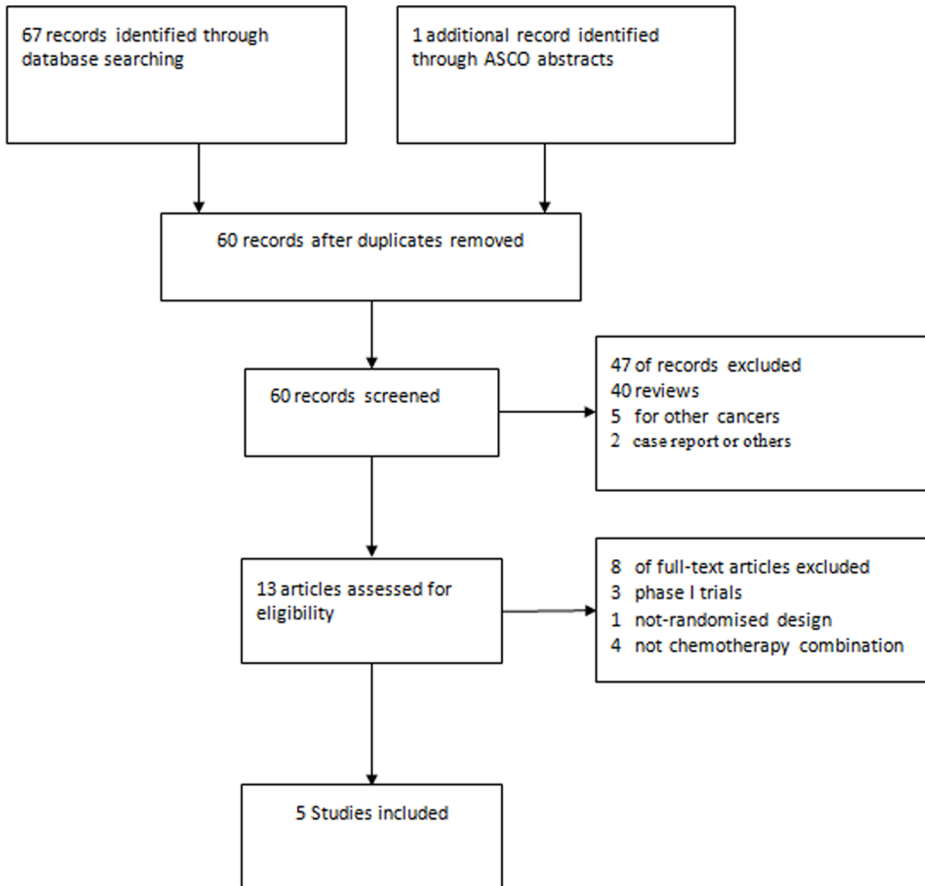 67 records identified through
database searching
1 additional record identified
through ASCO abstracts
60 records after duplicates removed
60 records screened
47 of records excluded
40 reviews
5 for other cancers
2 case report or others
13 articles assessed for
eligibility
8 of full-text articles excluded
3 phase I trials
1 not-randomised design
4 not chemotherapy combination
5 Studies included